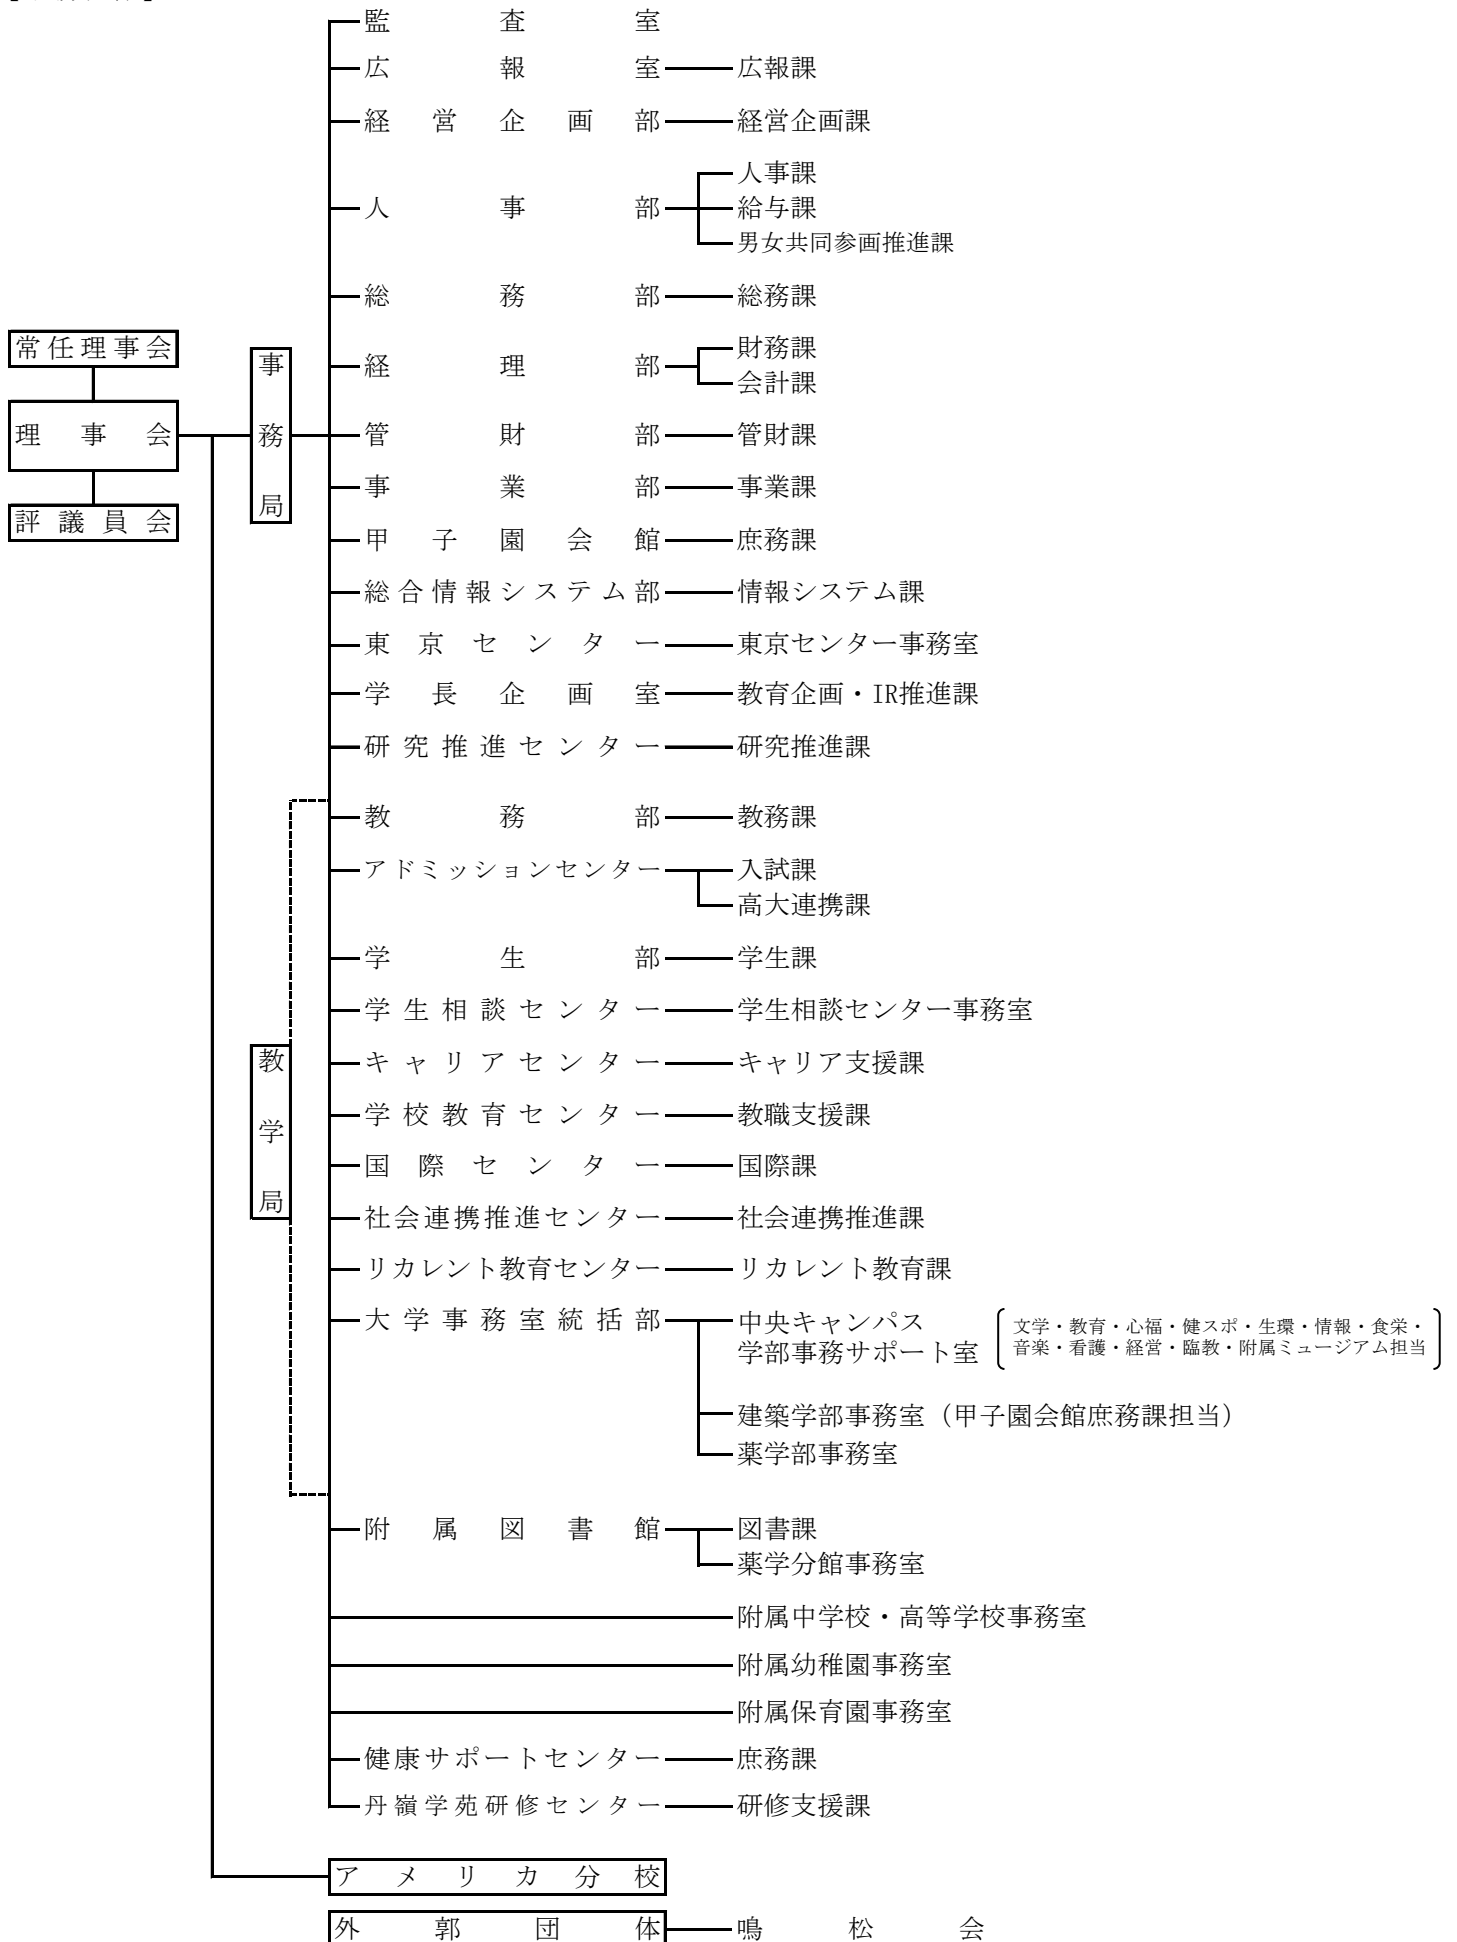 監査室
広報室 広報課
経営企画部 経営企画課
人事課
人事部 給与課
男女共同参画推進課
総務部 総務課
常任理事会
事務局
財務課
経理部
会計課
理事会
管財部 管財課
事業部 事業課
評議員会
甲子園会館 庶務課
総合情報システム部 情報システム課
東京センター 東京センター事務室
学長企画室 教育企画・IR推進課
研究推進センター 研究推進課
教務部 教務課
アドミッションセンター 入試課
高大連携課
学生部 学生課
学生相談センター 学生相談センター事務室
教学局
キャリアセンター キャリア支援課
学校教育センター 教職支援課
国際センター 国際課
社会連携推進センター 社会連携推進課
リカレント教育センター リカレント教育課
大学事務室統括部 中央キャンパス
学部事務サポート室
文学・教育・心福・健スポ・生環・情報・食栄・
音楽・看護・経営・臨教・附属ミュージアム担当
建築学部事務室（甲子園会館庶務課担当）
薬学部事務室
附属図書館 図書課
薬学分館事務室
附属中学校・高等学校事務室
附属幼稚園事務室
附属保育園事務室
健康サポートセンター 庶務課
丹嶺学苑研修センター 研修支援課
アメリカ分校
外郭団体 鳴松会